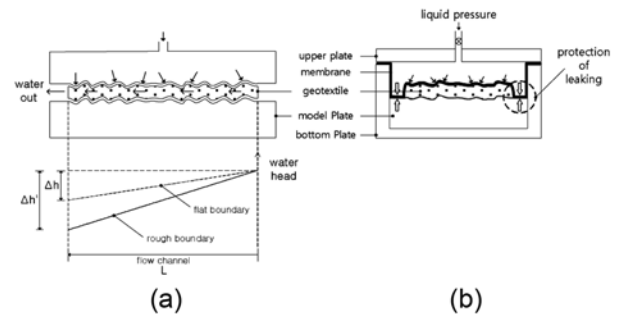 water
out
Δh'
Δh
water
head
flat boundary
rough boundary
flow channel
L
(a)
liquid pressure
upper plate
membrane
geotextile
model Plate
bottom Plate
protection
of
leaking
(b)